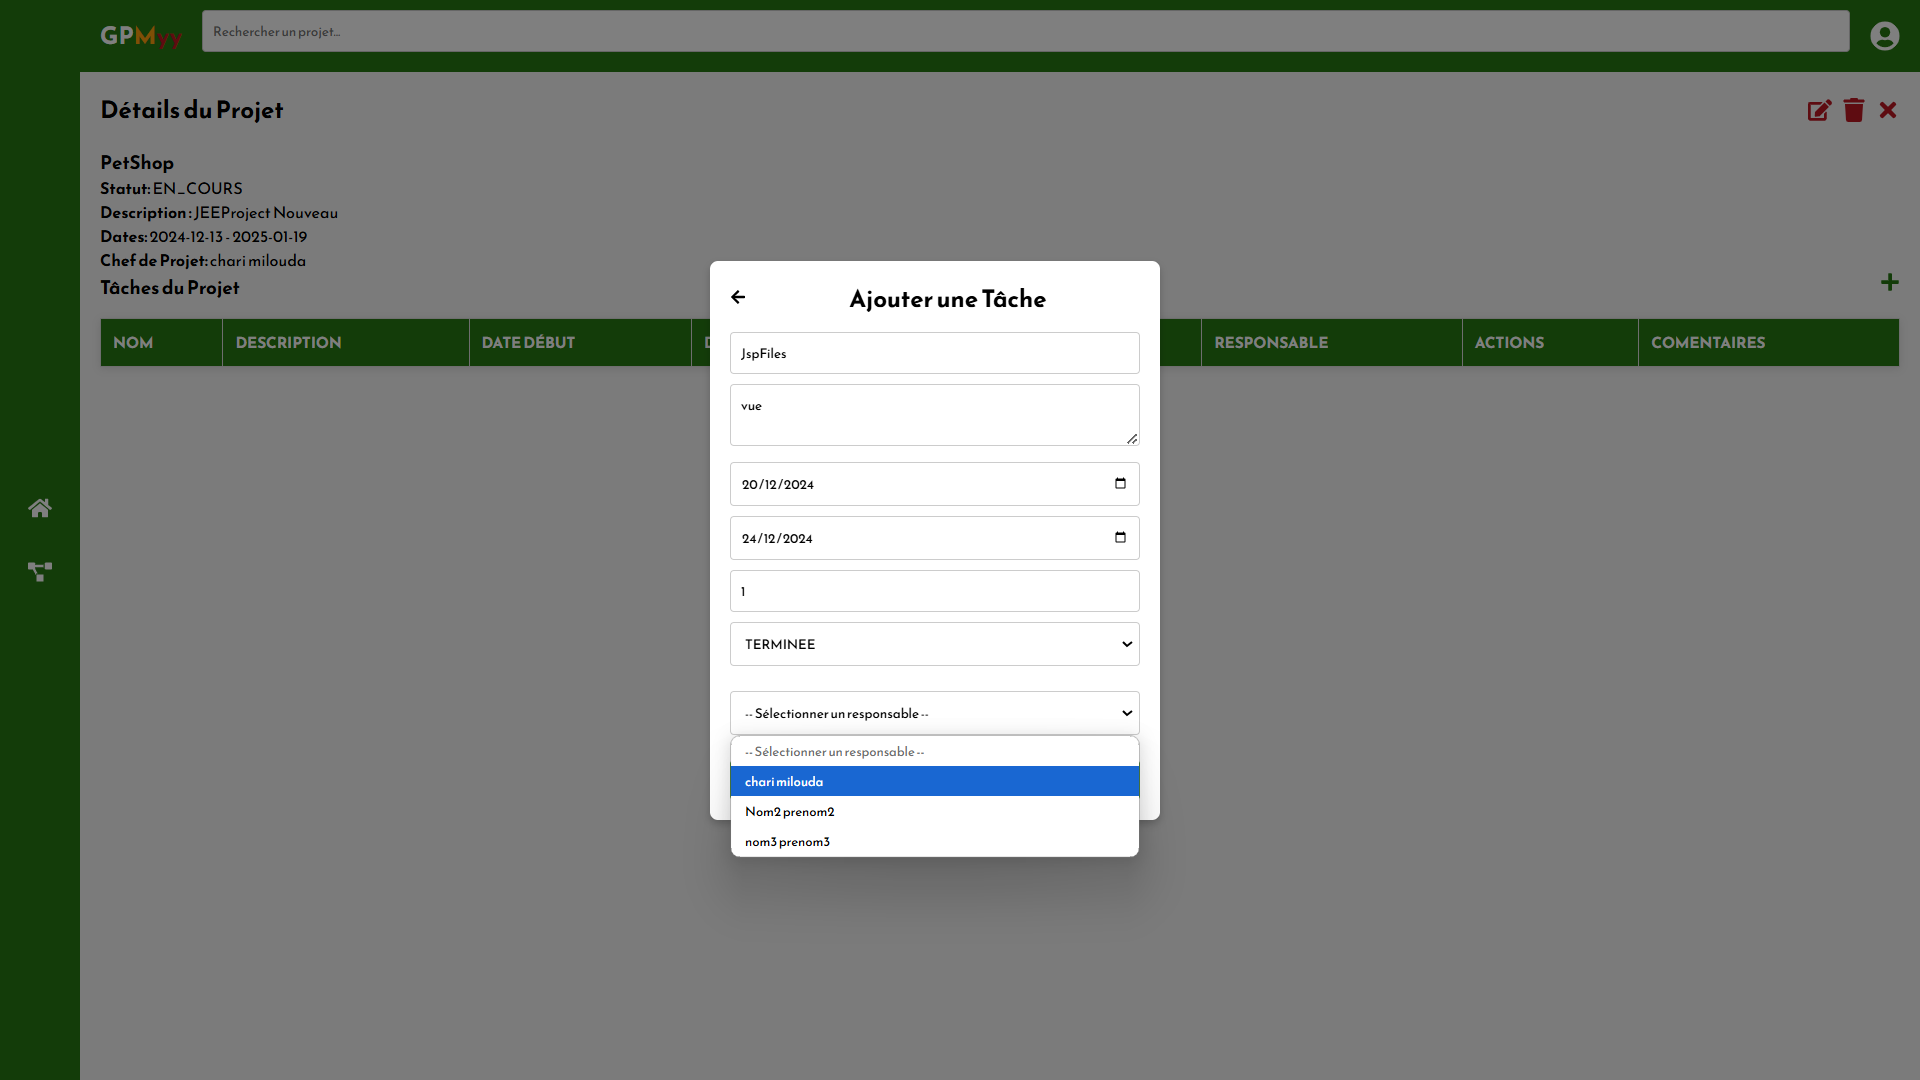 GPMyy
Rechercher un projet...
Détails du Projet
PetShop
Statut: EN_COURS
Description : JEEProject Nouveau
Dates: 2024-12-13 - 2025-01-19
Chef de Projet: chari milouda
Tâches du Projet
NOM DESCRIPTION DATE DÉBUT D RESPONSABLE ACTIONS COMENTAIRES
Ajouter une Tâche
JspFiles
vue
20/12/2024
24/12/2024
1
TERMINEE
-- Sélectionner un responsable --
-- Sélectionner un responsable --
chari milouda
Nom2 prenom2
nom3 prenom3